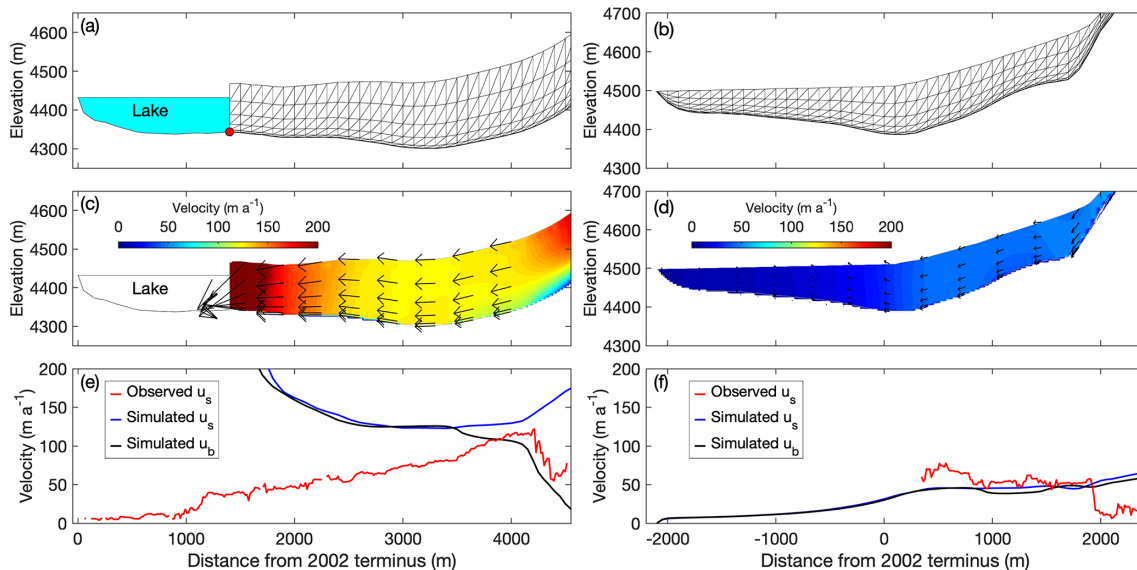 (a)
4600
4500
4400
4300
Elevation (m)
Lake
(b)
4700
4600
4500
4400
4300
Elevation (m)
(c)
Velocity (m a⁻¹)
0 50 100 150 200
4600
4500
4400
4300
Elevation (m)
Lake
(d)
Velocity (m a⁻¹)
0 50 100 150 200
4700
4600
4500
4400
4300
Elevation (m)
(e)
200
150
100
50
0
Velocity (m a⁻¹)
Observed uₛ
Simulated uₛ
Simulated u_b
0 1000 2000 3000 4000
Distance from 2002 terminus (m)
(f)
200
150
100
50
0
Velocity (m a⁻¹)
Observed uₛ
Simulated uₛ
Simulated u_b
-2000 -1000 0 1000 2000
Distance from 2002 terminus (m)